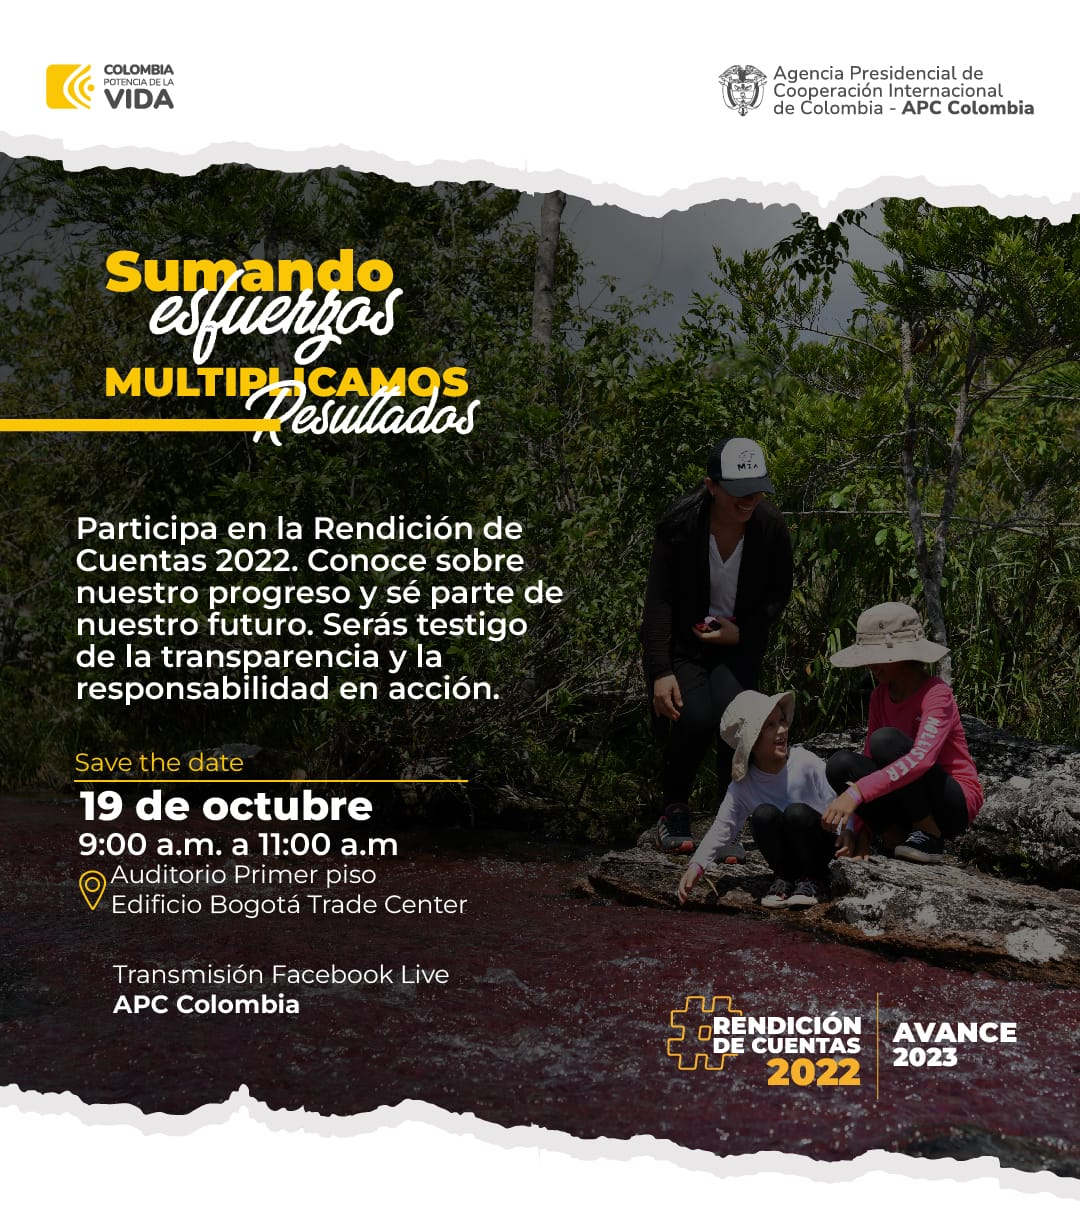 COLOMBIA
POTENCIA DE LA
VIDA
Agencia Presidencial de
Cooperación Internacional
de Colombia - APC Colombia
Sumando
esfuerzos
MULTIPLICAMOS
Resultados
MIA
Participa en la Rendición de
Cuentas 2022. Conoce sobre
nuestro progreso y sé parte de
nuestro futuro. Serás testigo
de la transparencia y la
responsabilidad en acción.
HOLLISTER
Save the date
19 de octubre
9:00 a.m. a 11:00 a.m
Auditorio Primer piso
Edificio Bogotá Trade Center
Transmisión Facebook Live
APC Colombia
#RENDICIÓN
DE CUENTAS
2022
AVANCE
2023